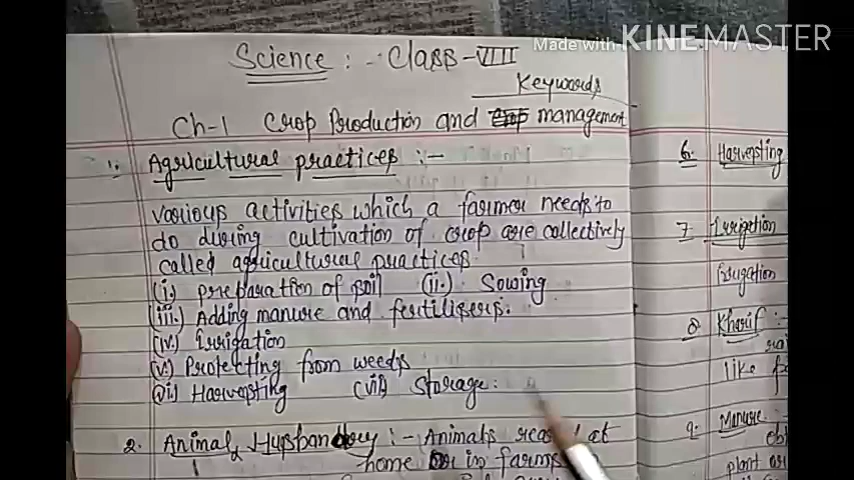 Made with KINEMASTER
Science :- Class-VIII
Keywords
Ch-1 Crop Production and management
1. Agricultural practices :-
various activities which a farmer needs to
do during cultivation of crop are collectively
called agricultural practices.
(i) preparation of soil (ii.) Sowing
(iii.) Adding manure and fertilisers.
(iv.) Irrigation
(v.) Protecting from weeds
(vi) Harvesting (vii) Storage:
2. Animal Husbandry :- Animals at
home or in farms
6. Harvesting
7. Irrigation
Irrigation
8. Kharif :-
like
9. Manure :-
plant